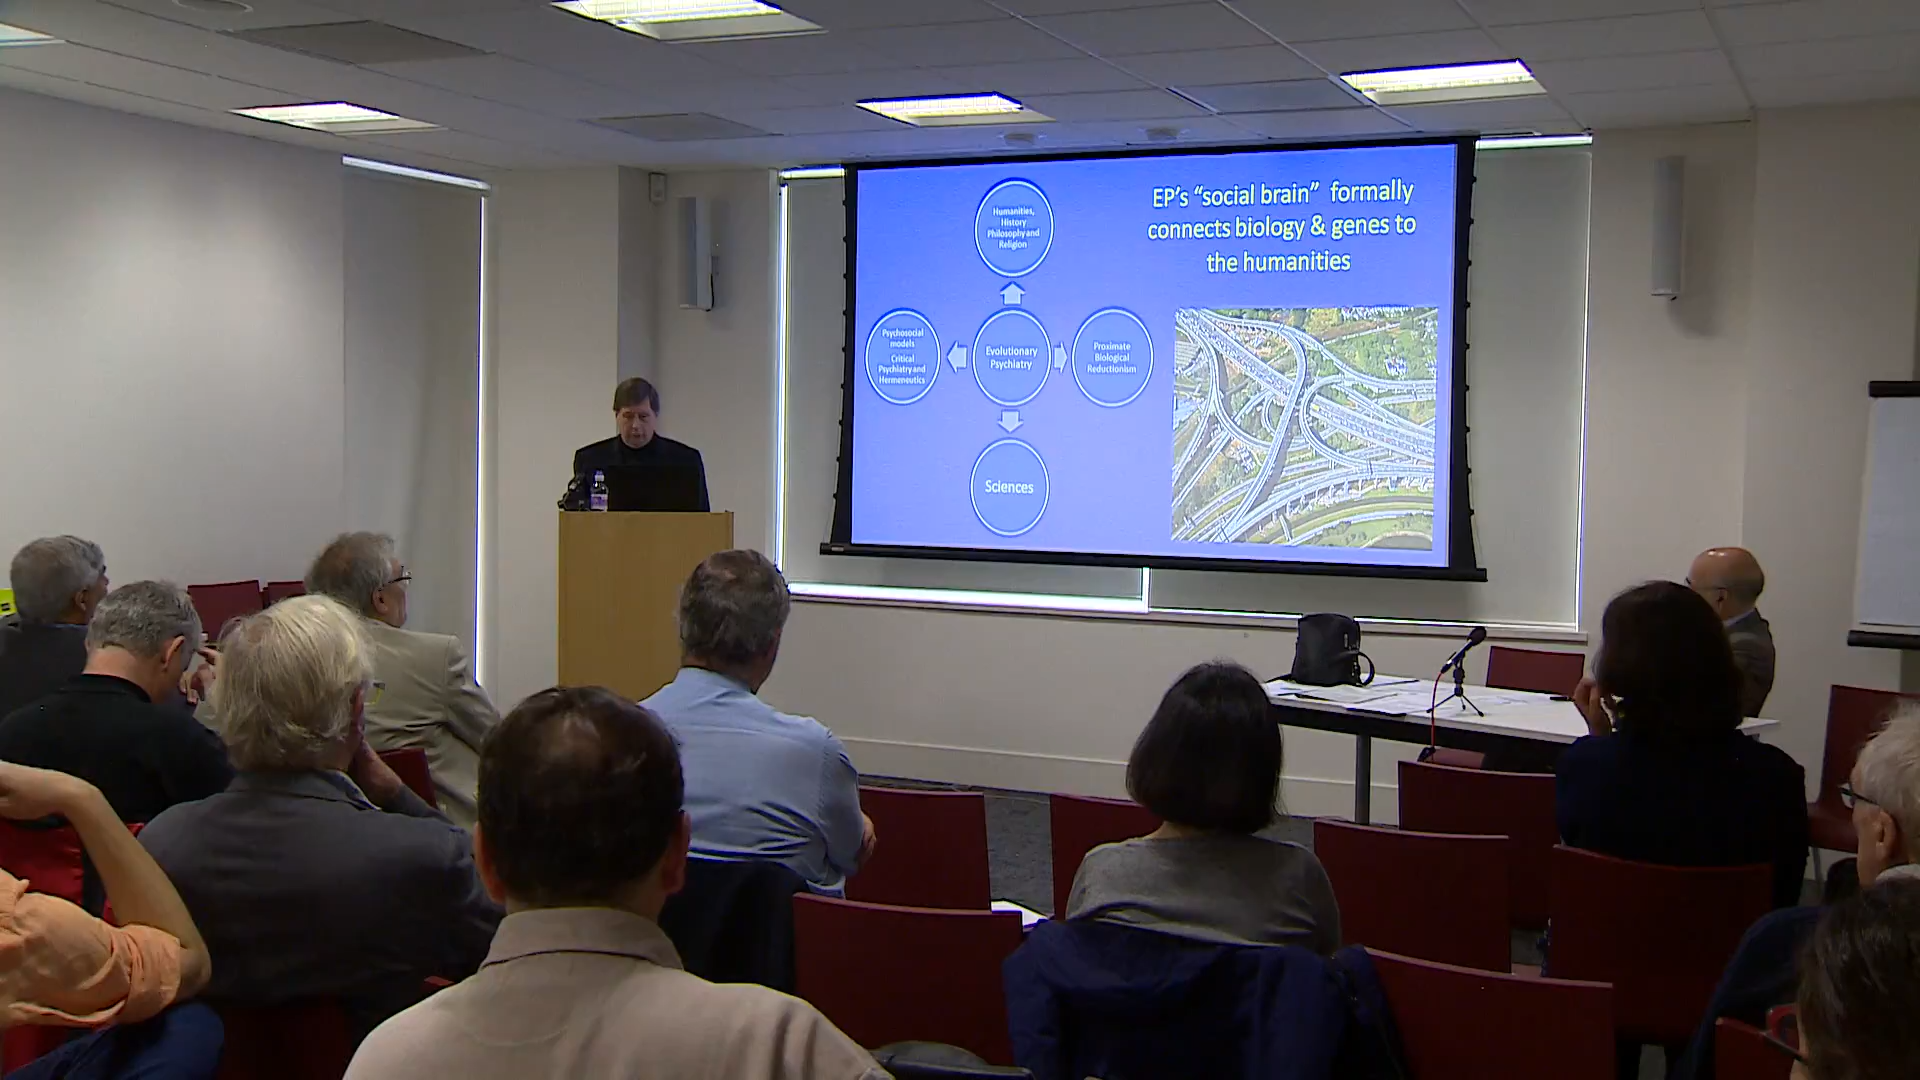 EP's “social brain” formally
connects biology & genes to
the humanities
Humanities,
History
Philosophy and
Religion
Psychosocial
models
Critical
Psychiatry and
Hermeneutics
Evolutionary
Psychiatry
Proximate
Biological
Reductionism
Sciences